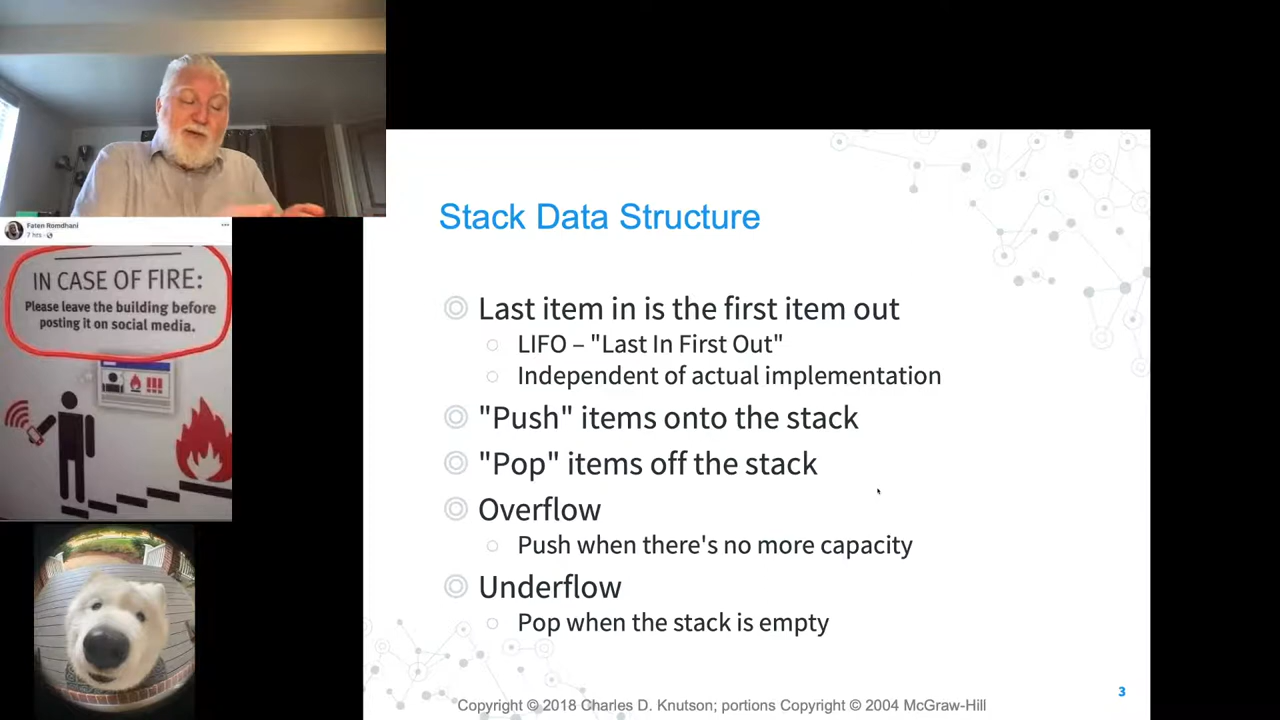 Faten Romdhani
7 hrs
IN CASE OF FIRE:
Please leave the building before
posting it on social media.
Stack Data Structure
Last item in is the first item out
LIFO – "Last In First Out"
Independent of actual implementation
"Push" items onto the stack
"Pop" items off the stack
Overflow
Push when there's no more capacity
Underflow
Pop when the stack is empty
Copyright © 2018 Charles D. Knutson; portions Copyright © 2004 McGraw-Hill
3